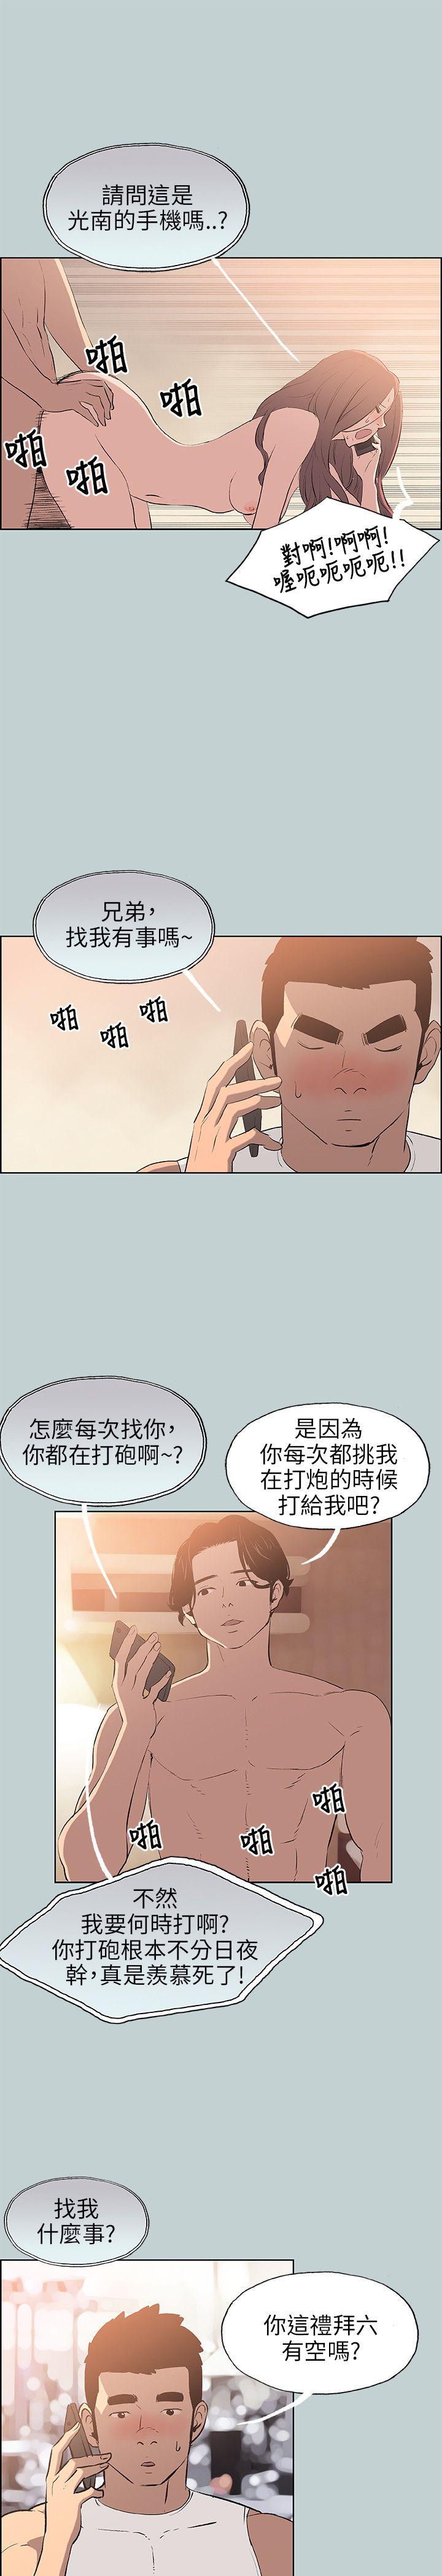 請問這是
光南的手機嗎..?
啪
啪
啪
啪
對啊!啊啊!
喔呃呃呃呃!!
兄弟,
找我有事嗎~
啪
啪
啪
怎麼每次找你,
你都在打砲啊~?
是因為
你每次都挑我
在打炮的時候
打給我吧?
啪
啪
啪
啪
不然
我要何時打啊?
你打砲根本不分日夜
幹,真是羨慕死了!
找我
什麼事?
你這禮拜六
有空嗎?